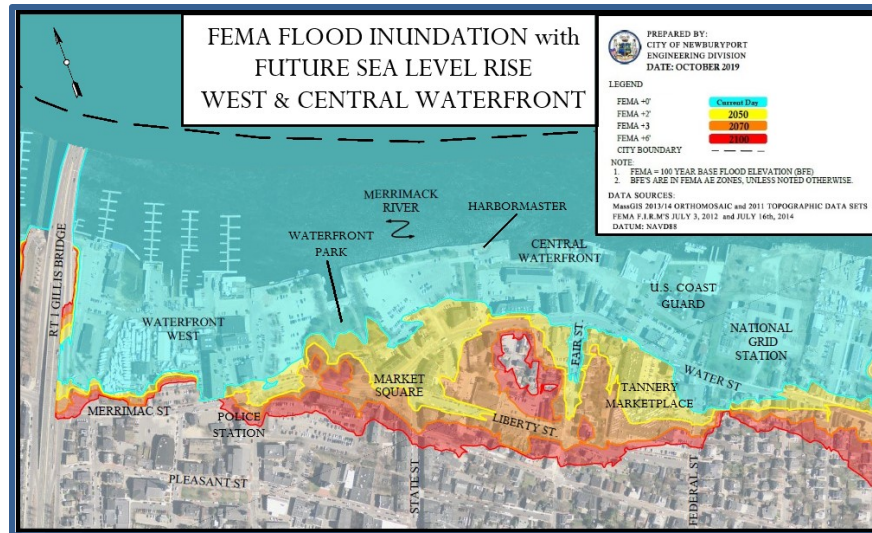 FEMA FLOOD INUNDATION with
FUTURE SEA LEVEL RISE
WEST & CENTRAL WATERFRONT
PREPARED BY:
CITY OF NEWBURYPORT
ENGINEERING DIVISION
DATE: OCTOBER 2019
LEGEND
FEMA +0' Current Day
FEMA +2' 2050
FEMA +3 2070
FEMA +6' 2100
CITY BOUNDARY
NOTE:
1. FEMA = 100 YEAR BASE FLOOD ELEVATION (BFE)
2. BFE'S ARE IN FEMA AE ZONES, UNLESS NOTED OTHERWISE.
DATA SOURCES:
MassGIS 2013/14 ORTHOMOSAIC and 2011 TOPOGRAPHIC DATA SETS
FEMA F.I.R.M'S JULY 3, 2012 and JULY 16th, 2014
DATUM: NAVD88
MERRIMACK
RIVER
HARBORMASTER
WATERFRONT
PARK
CENTRAL
WATERFRONT
RT 1 GILLIS BRIDGE
U.S. COAST
GUARD
WATERFRONT
WEST
NATIONAL
GRID
STATION
FAIR ST.
WATER ST
MARKET
SQUARE
TANNERY
MARKETPLACE
MERRIMAC ST
POLICE
STATION
LIBERTY ST.
PLEASANT ST
STATE ST
FEDERAL ST